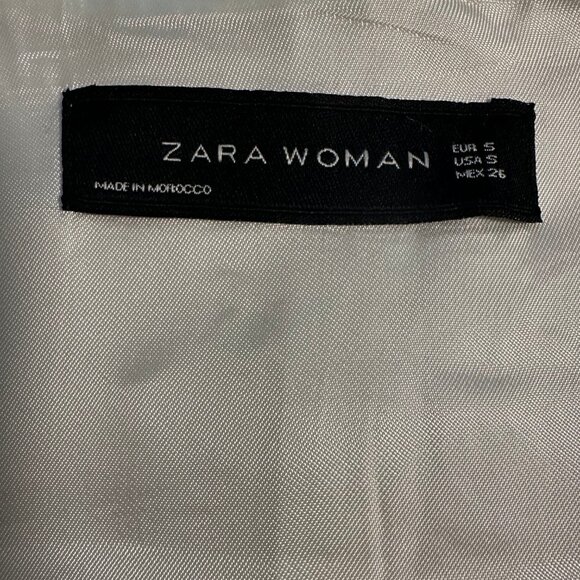 ZARA WOMAN
EUR S
USA S
MEX 26
MADE IN MOROCCO